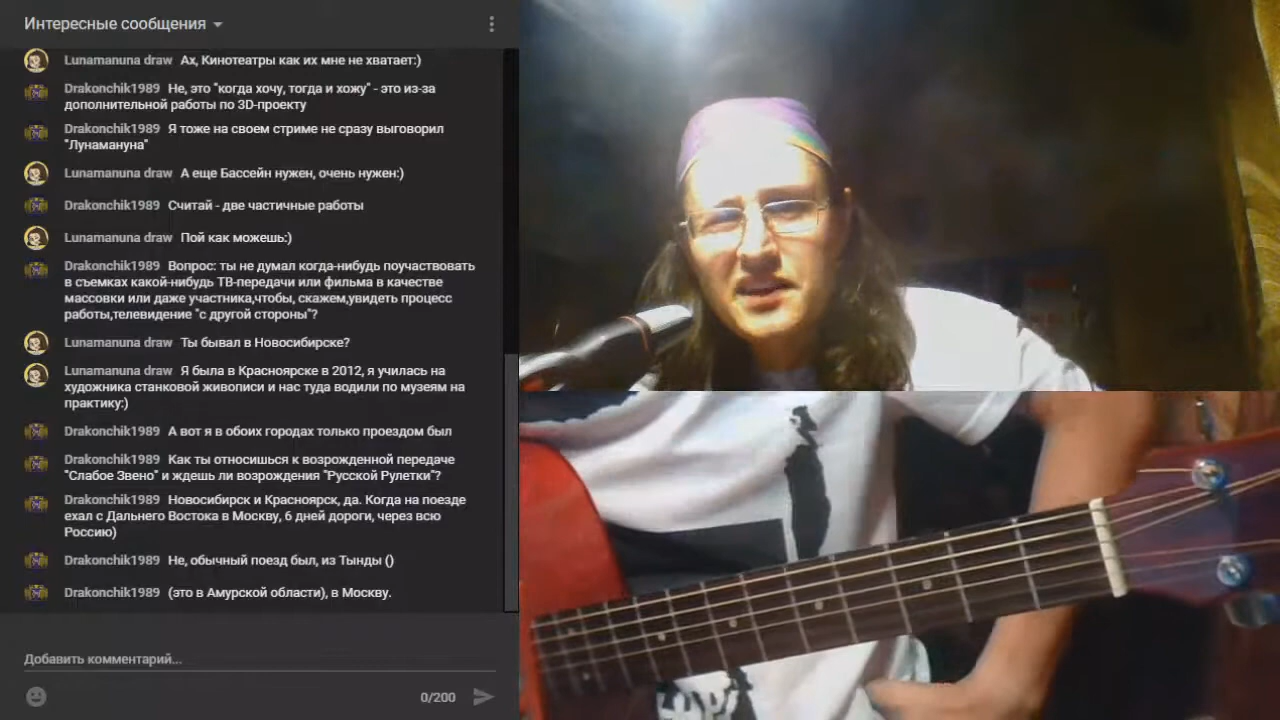 Интересные сообщения
Lunamanuna draw Ах, Кинотеатры как их мне не хватает:)
Drakonchik1989 Не, это "когда хочу, тогда и хожу" - это из-за
дополнительной работы по 3D-проекту
Drakonchik1989 Я тоже на своем стриме не сразу выговорил
"Лунамануна"
Lunamanuna draw А еще Бассейн нужен, очень нужен:)
Drakonchik1989 Считай - две частичные работы
Lunamanuna draw Пой как можешь:)
Drakonchik1989 Вопрос: ты не думал когда-нибудь поучаствовать
в съемках какой-нибудь ТВ-передачи или фильма в качестве
массовки или даже участника,чтобы, скажем,увидеть процесс
работы,телевидение "с другой стороны"?
Lunamanuna draw Ты бывал в Новосибирске?
Lunamanuna draw Я была в Красноярске в 2012, я училась на
художника станковой живописи и нас туда водили по музеям на
практику:)
Drakonchik1989 А вот я в обоих городах только проездом был
Drakonchik1989 Как ты относишься к возрожденной передаче
"Слабое Звено" и ждешь ли возрождения "Русской Рулетки"?
Drakonchik1989 Новосибирск и Красноярск, да. Когда на поезде
ехал с Дальнего Востока в Москву, 6 дней дороги, через всю
Россию)
Drakonchik1989 Не, обычный поезд был, из Тынды ()
Drakonchik1989 (это в Амурской области), в Москву.
Добавить комментарий...
0/200